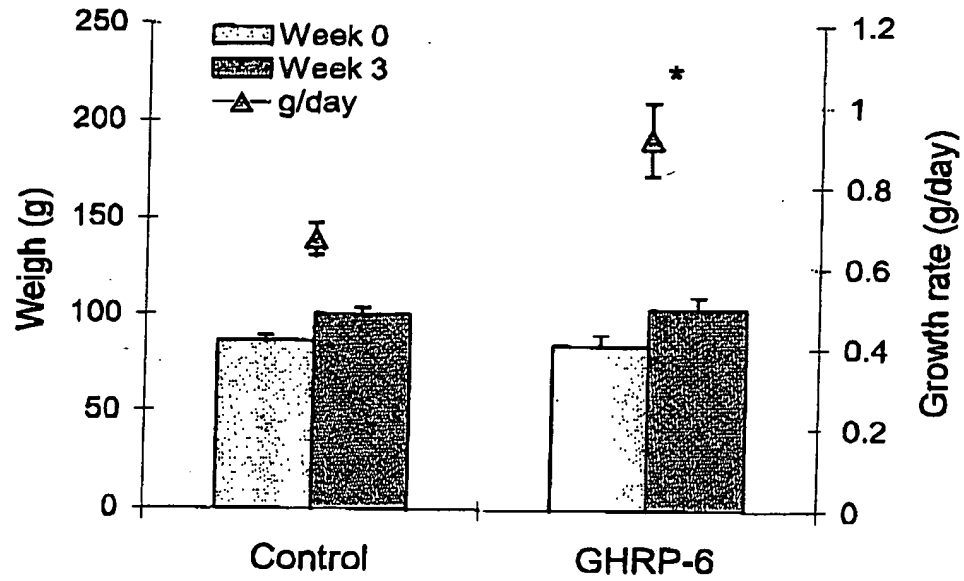 Week 0
Week 3
g/day
*
250
200
150
100
50
0
Weigh (g)
1.2
1
0.8
0.6
0.4
0.2
0
Growth rate (g/day)
Control
GHRP-6